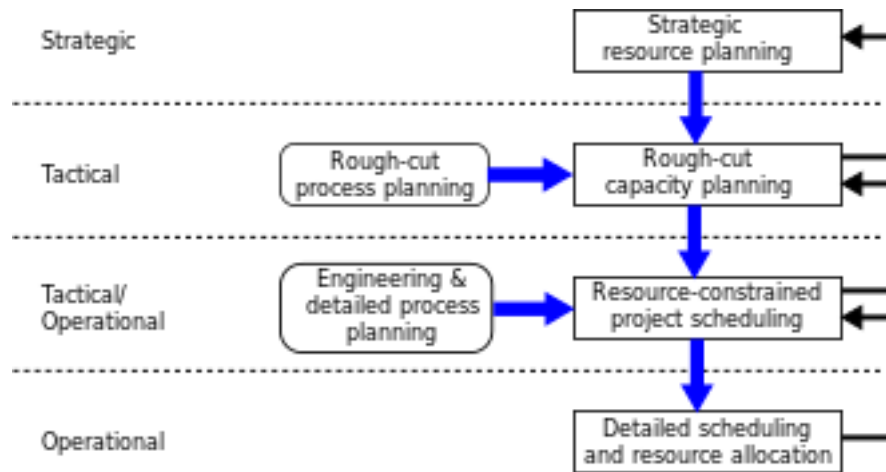 Strategic
Strategic
resource planning
Tactical
Rough-cut
process planning
Rough-cut
capacity planning
Tactical/
Operational
Engineering &
detailed process
planning
Resource-constrained
project scheduling
Operational
Detailed scheduling
and resource allocation